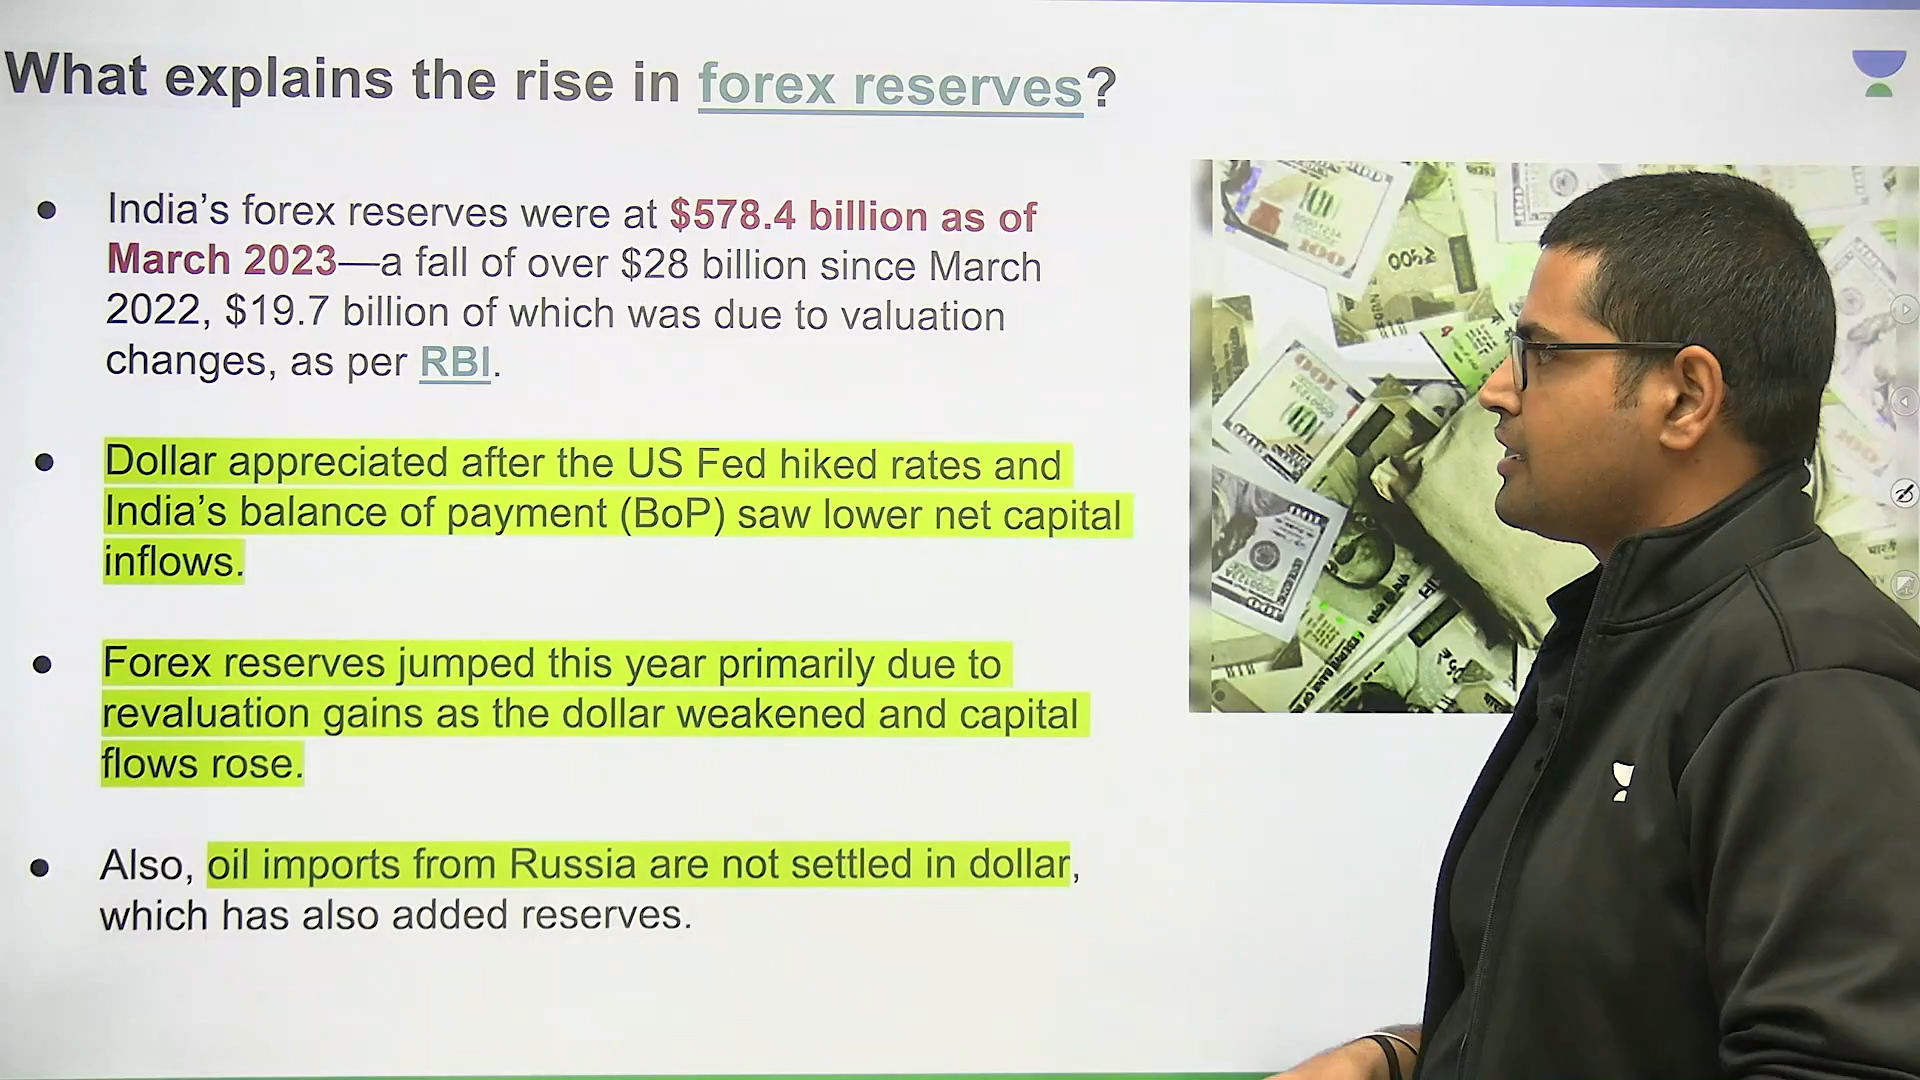 What explains the rise in forex reserves?
● India’s forex reserves were at $578.4 billion as of
March 2023—a fall of over $28 billion since March
2022, $19.7 billion of which was due to valuation
changes, as per RBI.
● Dollar appreciated after the US Fed hiked rates and
India’s balance of payment (BoP) saw lower net capital
inflows.
● Forex reserves jumped this year primarily due to
revaluation gains as the dollar weakened and capital
flows rose.
● Also, oil imports from Russia are not settled in dollar,
which has also added reserves.